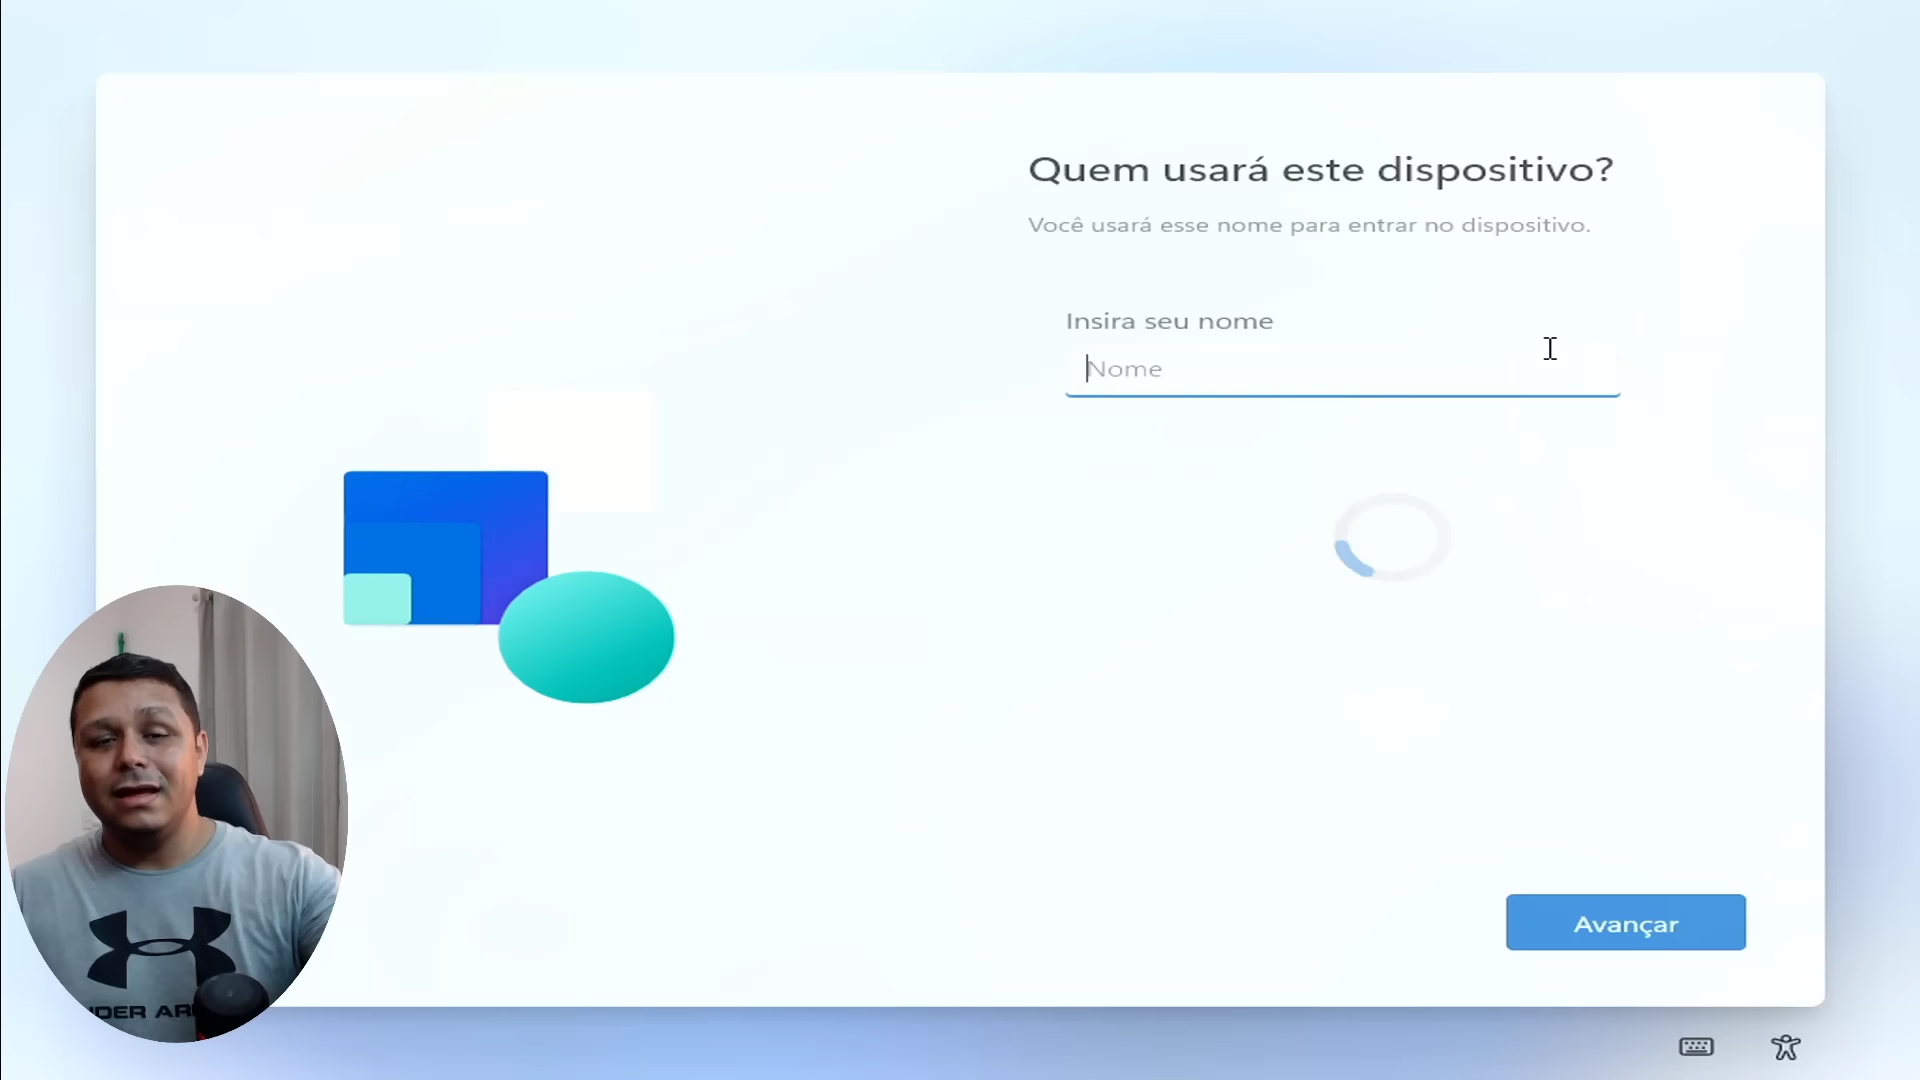 Quem usará este dispositivo?
Você usará esse nome para entrar no dispositivo.
Insira seu nome
Nome
Avançar